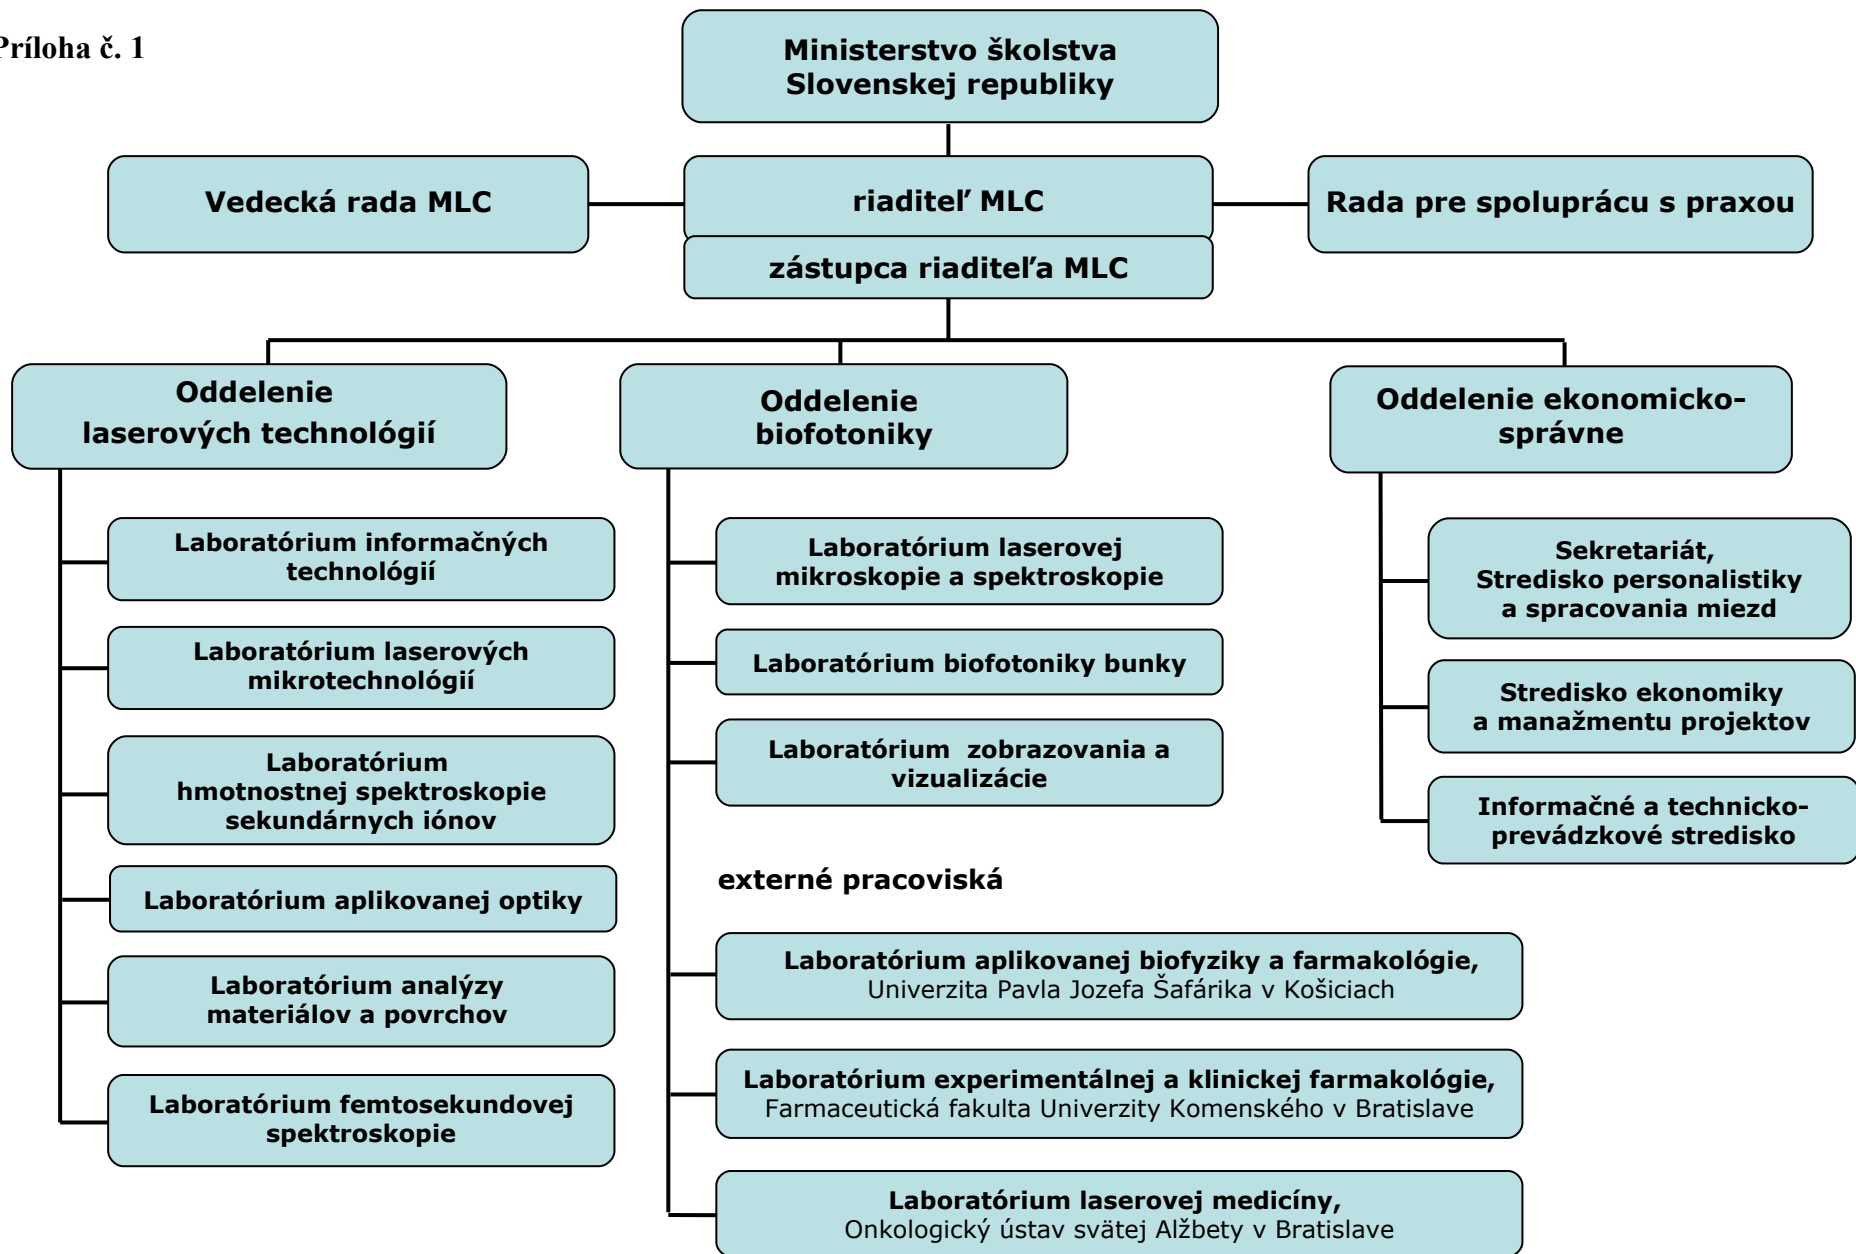 Príloha č. 1
Ministerstvo školstva
Slovenskej republiky
Vedecká rada MLC
riaditeľ MLC
Rada pre spoluprácu s praxou
zástupca riaditeľa MLC
Oddelenie
laserových technológií
Laboratórium informačných
technológií
Laboratórium laserových
mikrotechnológií
Laboratórium
hmotnostnej spektroskopie
sekundárnych iónov
Laboratórium aplikovanej optiky
Laboratórium analýzy
materiálov a povrchov
Laboratórium femtosekundovej
spektroskopie
Oddelenie
biofotoniky
Laboratórium laserovej
mikroskopie a spektroskopie
Laboratórium biofotoniky bunky
Laboratórium zobrazovania a
vizualizácie
externé pracoviská
Laboratórium aplikovanej biofyziky a farmakológie,
Univerzita Pavla Jozefa Šafárika v Košiciach
Laboratórium experimentálnej a klinickej farmakológie,
Farmaceutická fakulta Univerzity Komenského v Bratislave
Laboratórium laserovej medicíny,
Onkologický ústav svätej Alžbety v Bratislave
Oddelenie ekonomicko-
správne
Sekretariát,
Stredisko personalistiky
a spracovania miezd
Stredisko ekonomiky
a manažmentu projektov
Informačné a technicko-
prevádzkové stredisko